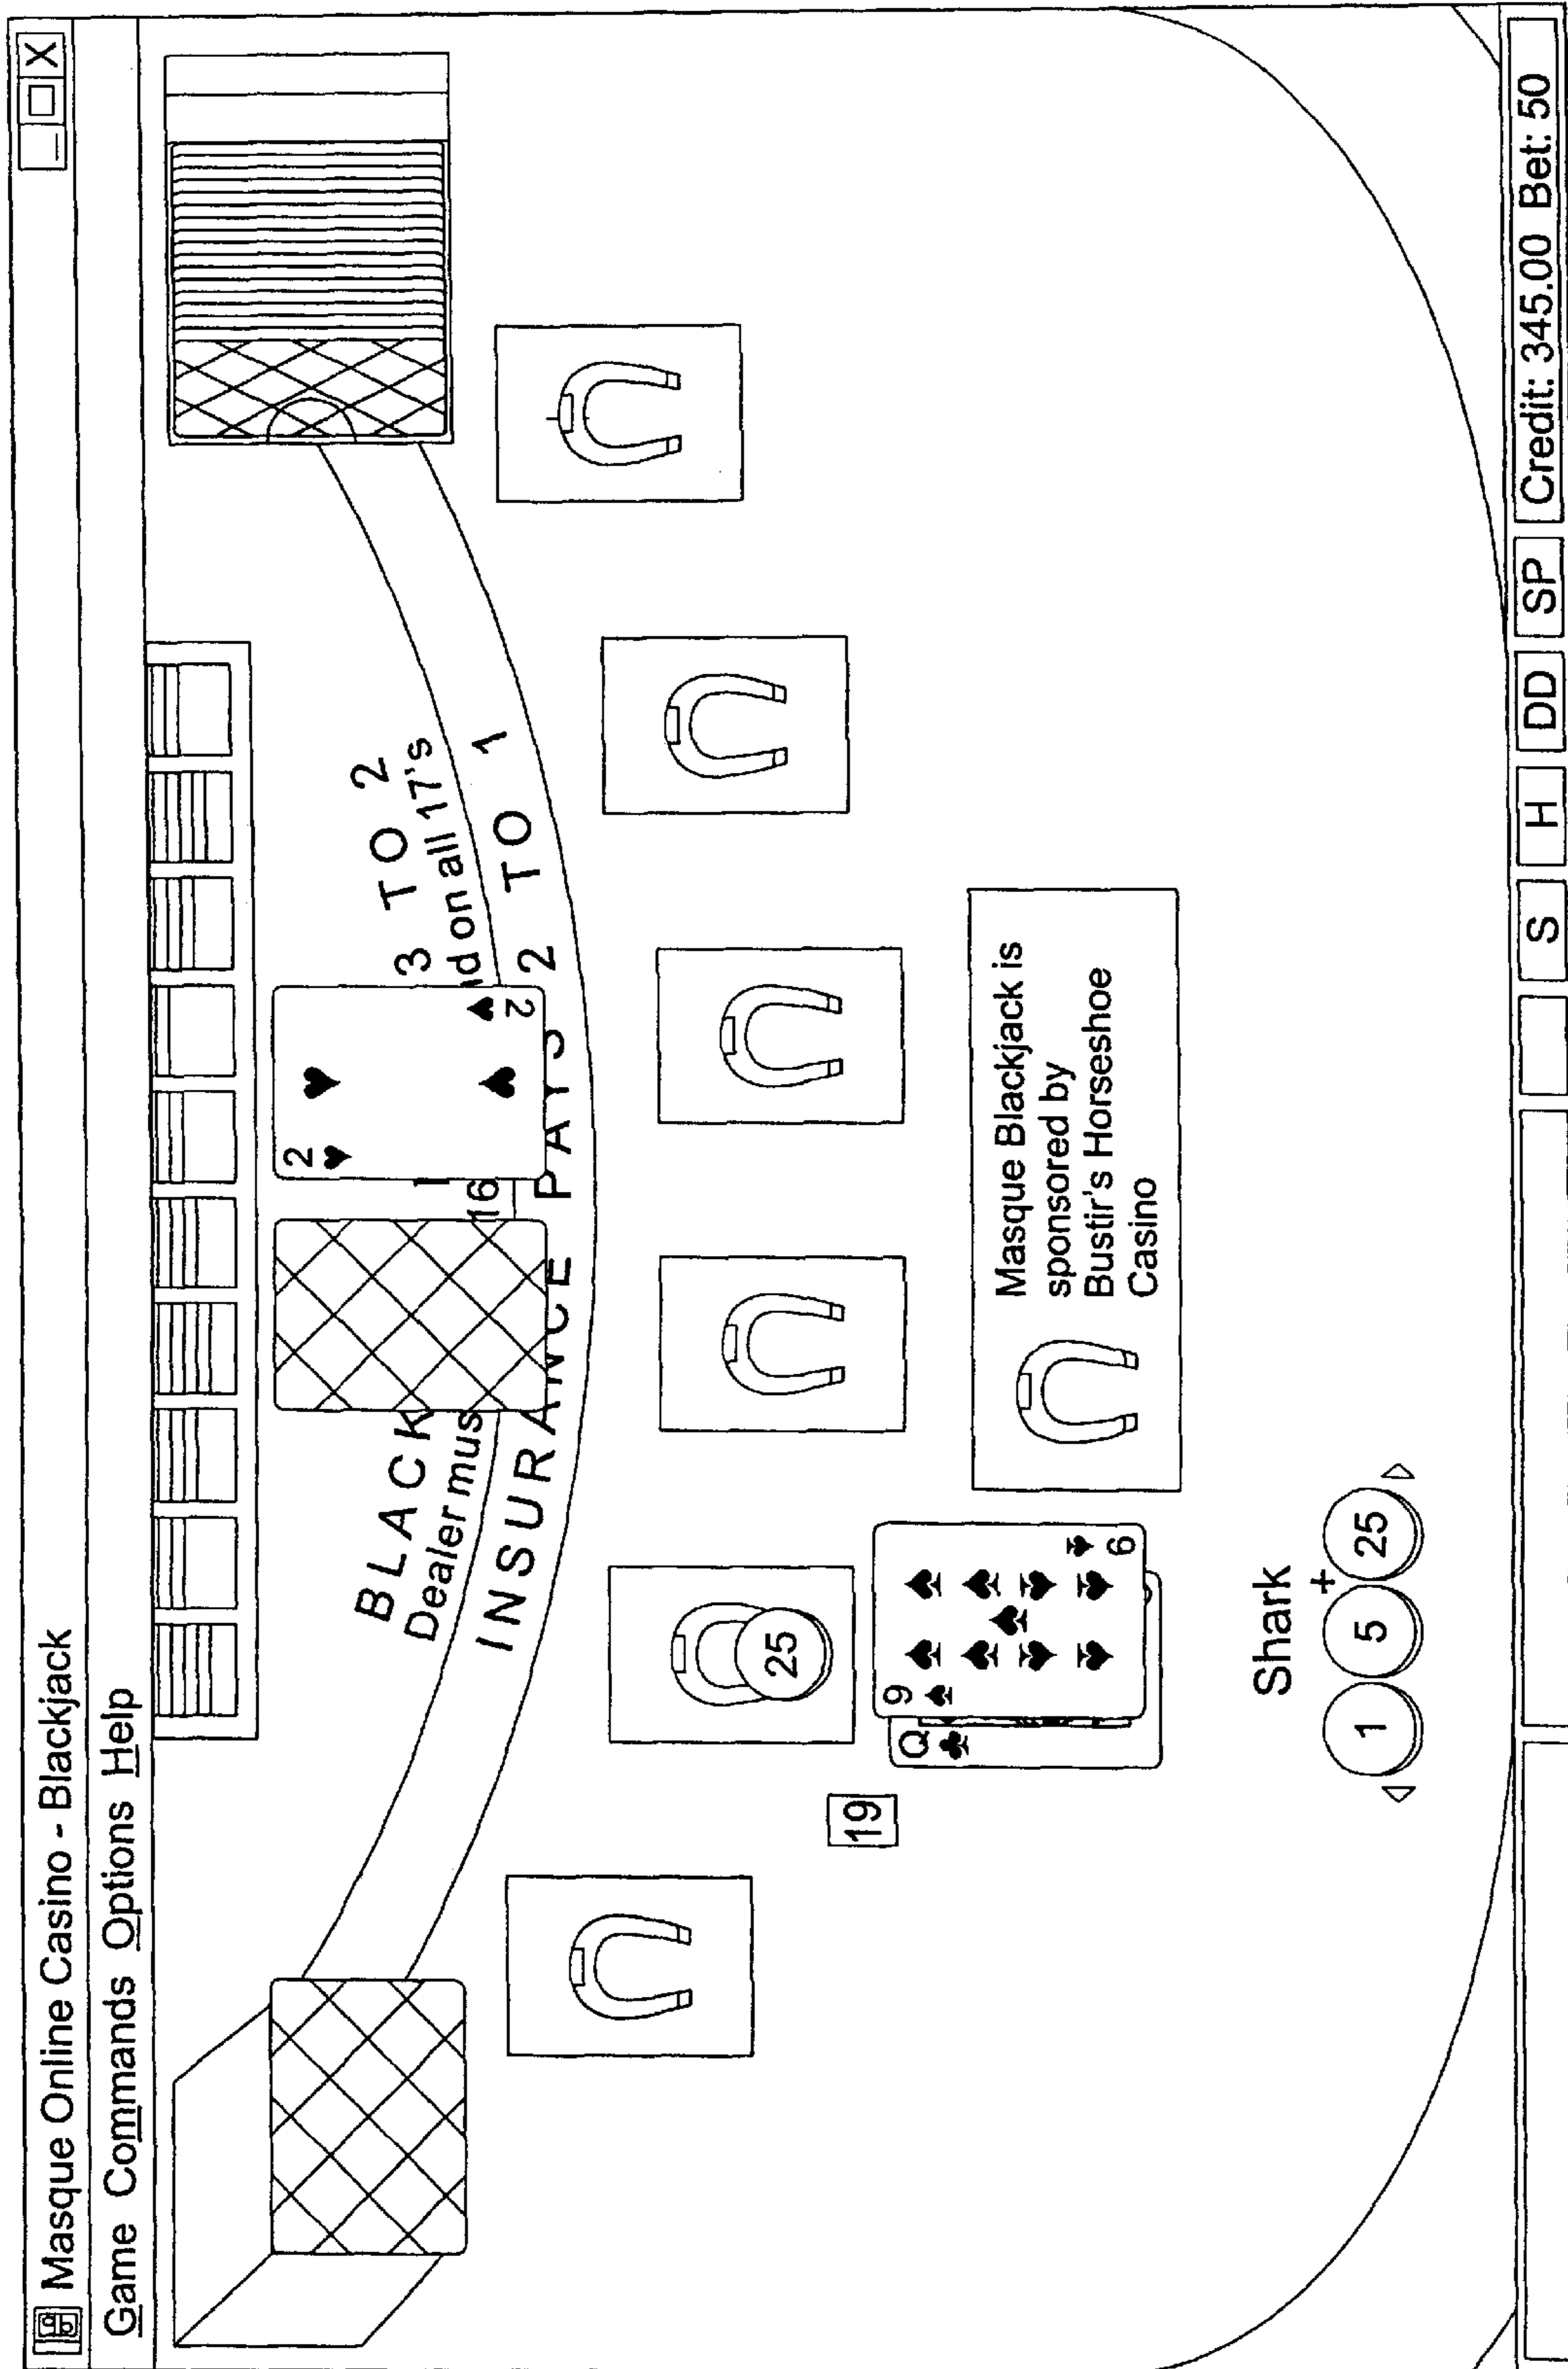 Masque Online Casino - Blackjack
Game Commands Options Help
BLACK 3 TO 2
Dealer mus 16 d on all 17's
INSURANCE PAYS 2 TO 1
2
2
25
19
Q
9
9
Masque Blackjack is
sponsored by
Bustir's Horseshoe
Casino
Shark
1 5 + 25
S H DD SP Credit: 345.00 Bet: 50